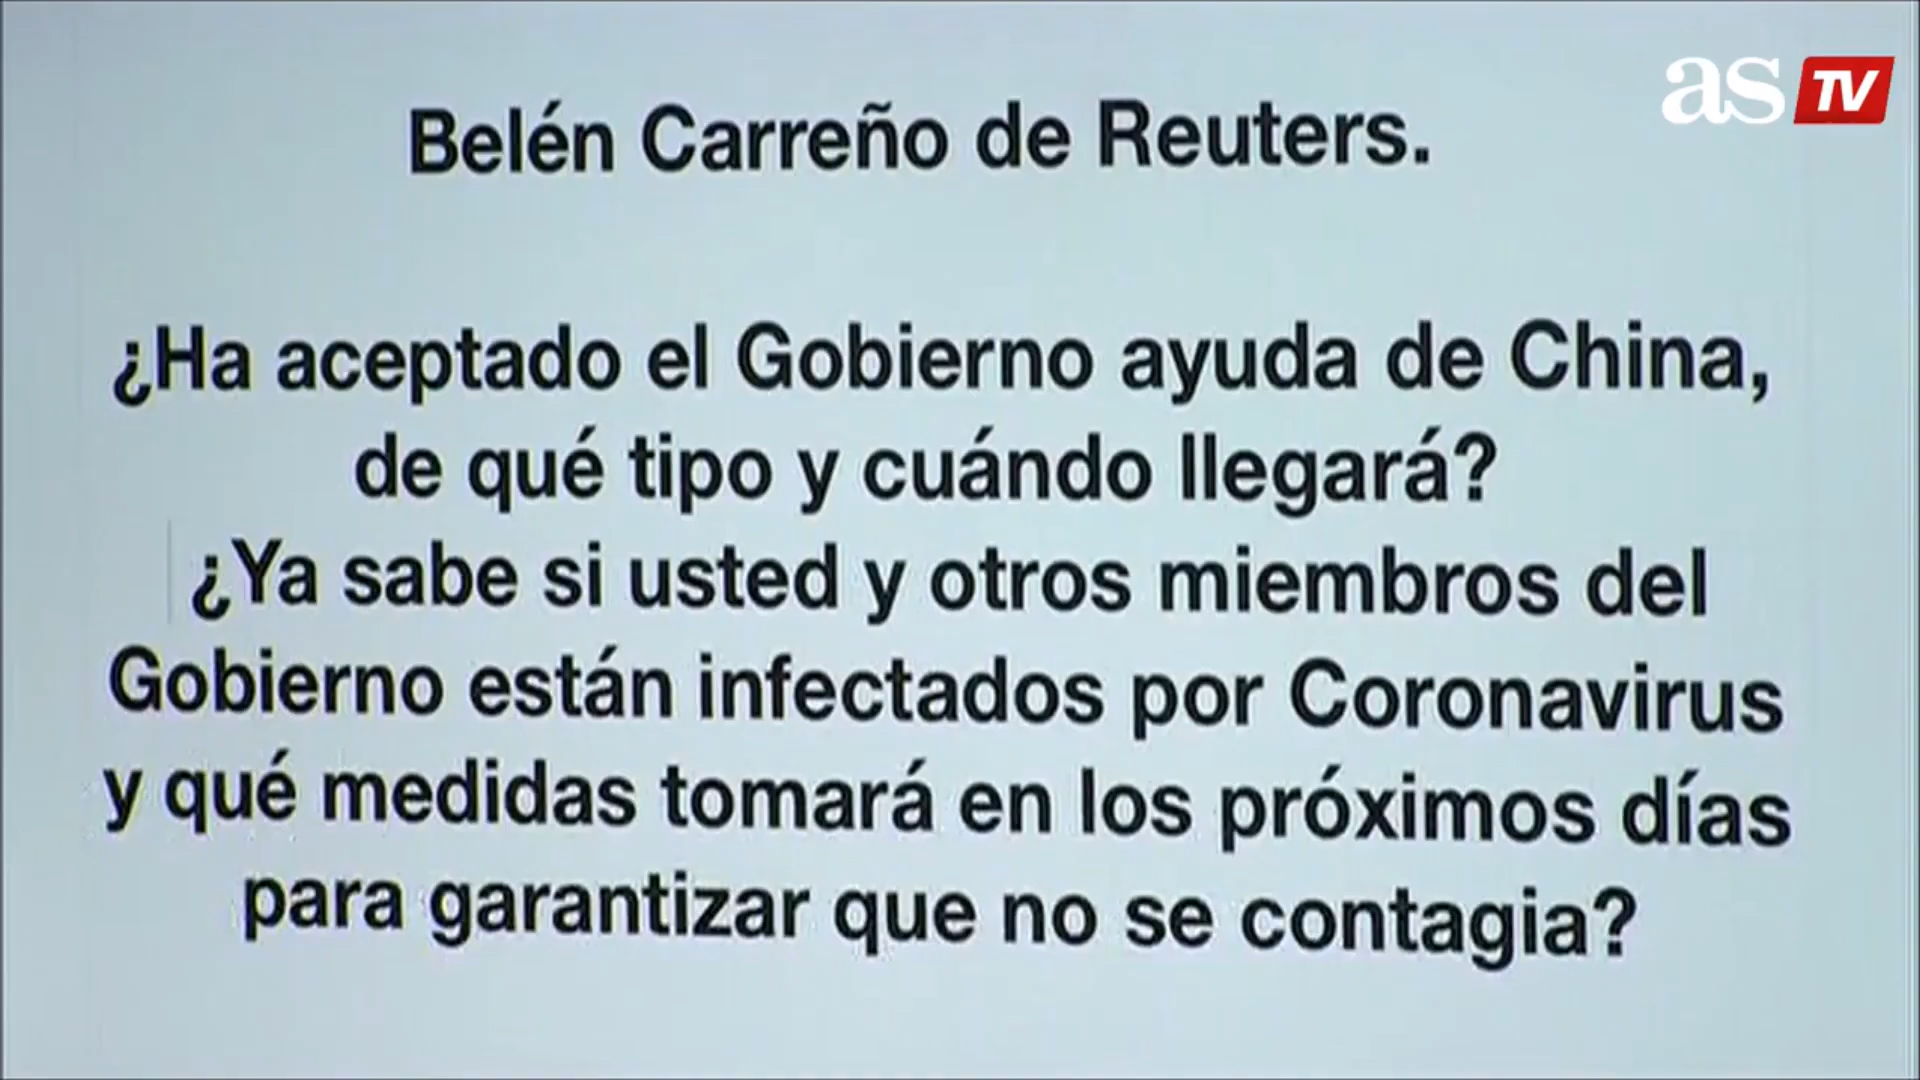 as TV
Belén Carreño de Reuters.
¿Ha aceptado el Gobierno ayuda de China,
de qué tipo y cuándo llegará?
¿Ya sabe si usted y otros miembros del
Gobierno están infectados por Coronavirus
y qué medidas tomará en los próximos días
para garantizar que no se contagia?